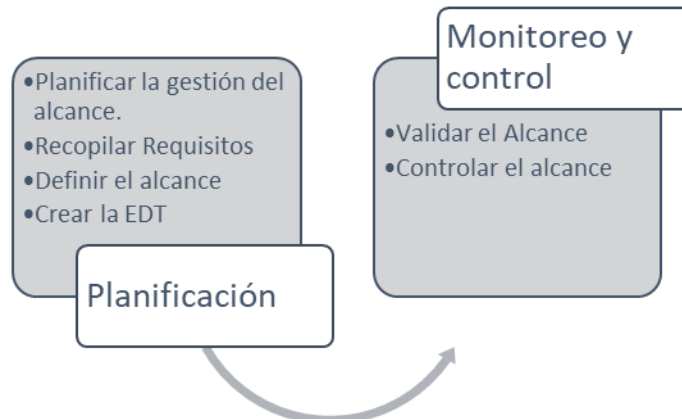 •Planificar la gestión del
alcance.
•Recopilar Requisitos
•Definir el alcance
•Crear la EDT
Planificación
Monitoreo y
control
•Validar el Alcance
•Controlar el alcance